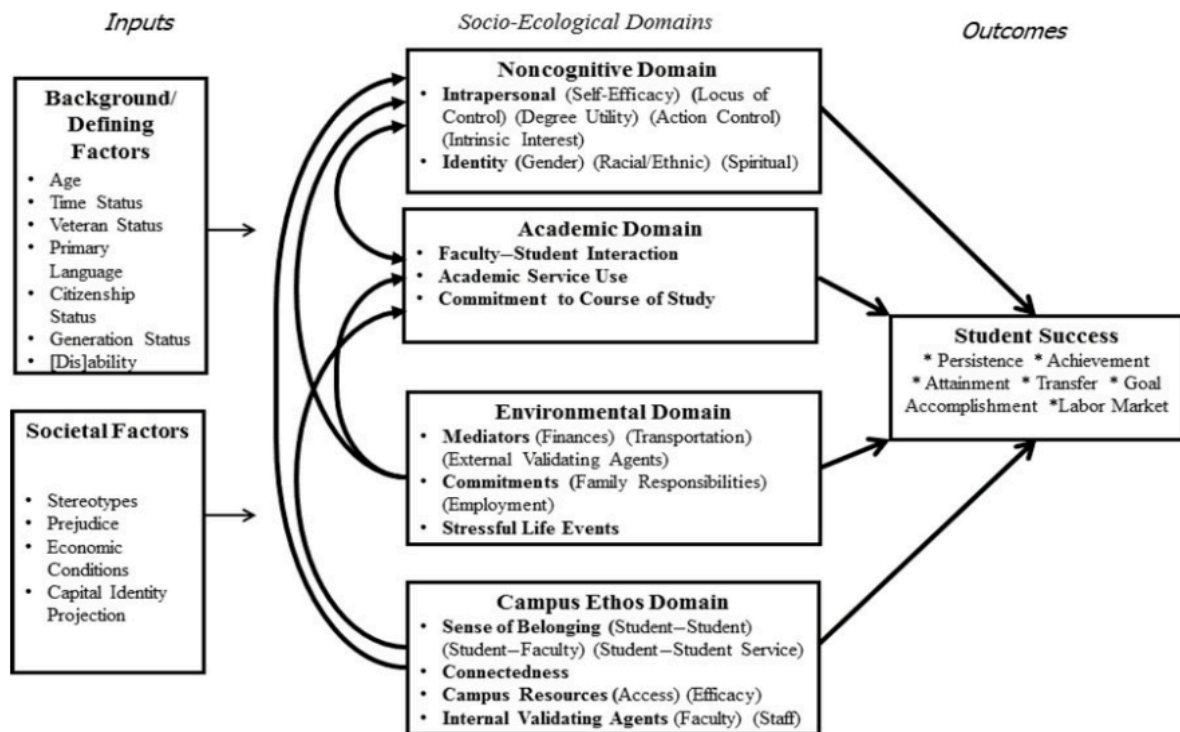 Inputs
Socio-Ecological Domains
Outcomes
Background/
Defining
Factors
• Age
• Time Status
• Veteran Status
• Primary
Language
• Citizenship
Status
• Generation Status
• [Dis]ability
Societal Factors
• Stereotypes
• Prejudice
• Economic
Conditions
• Capital Identity
Projection
Noncognitive Domain
• Intrapersonal (Self-Efficacy) (Locus of
Control) (Degree Utility) (Action Control)
(Intrinsic Interest)
• Identity (Gender) (Racial/Ethnic) (Spiritual)
Academic Domain
• Faculty—Student Interaction
• Academic Service Use
• Commitment to Course of Study
Environmental Domain
• Mediators (Finances) (Transportation)
(External Validating Agents)
• Commitments (Family Responsibilities)
(Employment)
• Stressful Life Events
Campus Ethos Domain
• Sense of Belonging (Student—Student)
(Student—Faculty) (Student—Student Service)
• Connectedness
• Campus Resources (Access) (Efficacy)
• Internal Validating Agents (Faculty) (Staff)
Student Success
* Persistence * Achievement
* Attainment * Transfer * Goal
Accomplishment *Labor Market